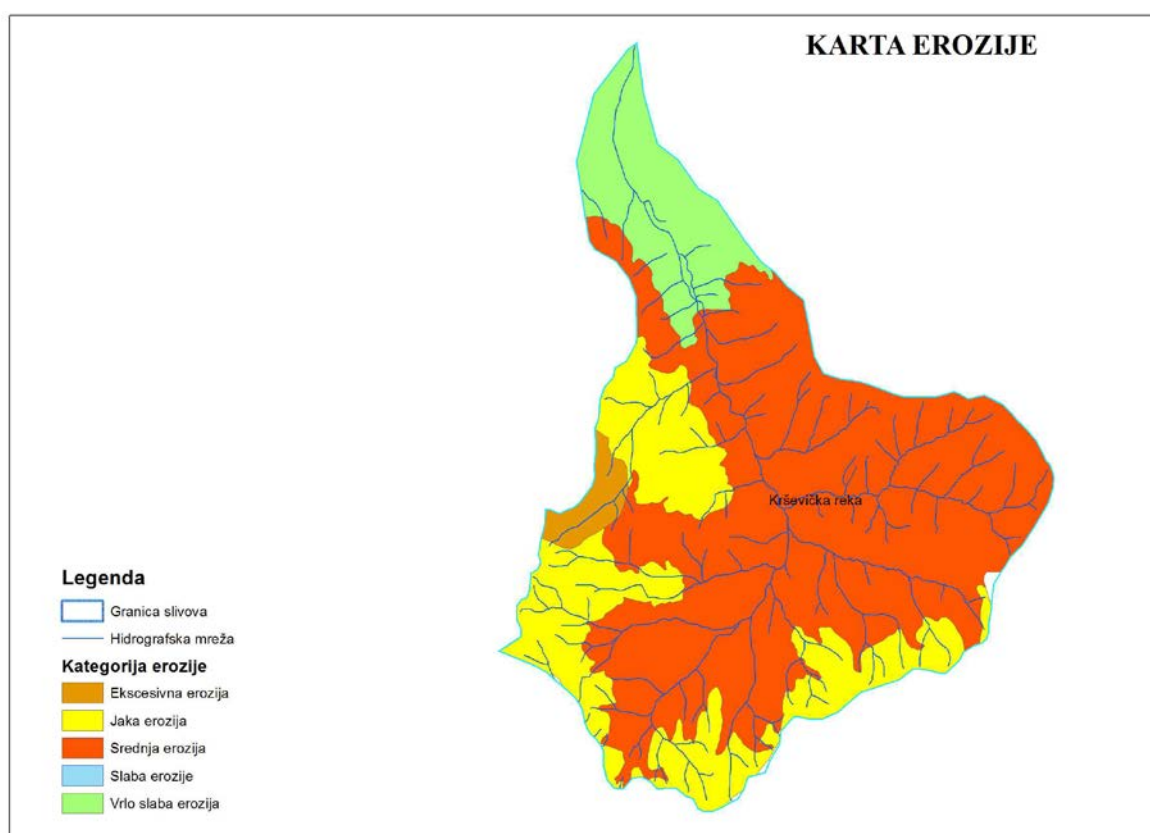 KARTA EROZIJE
Krševička reka
Legenda
Granica slivova
Hidrografska mreža
Kategorija erozije
Ekscesivna erozija
Jaka erozija
Srednja erozija
Slaba erozije
Vrlo slaba erozija